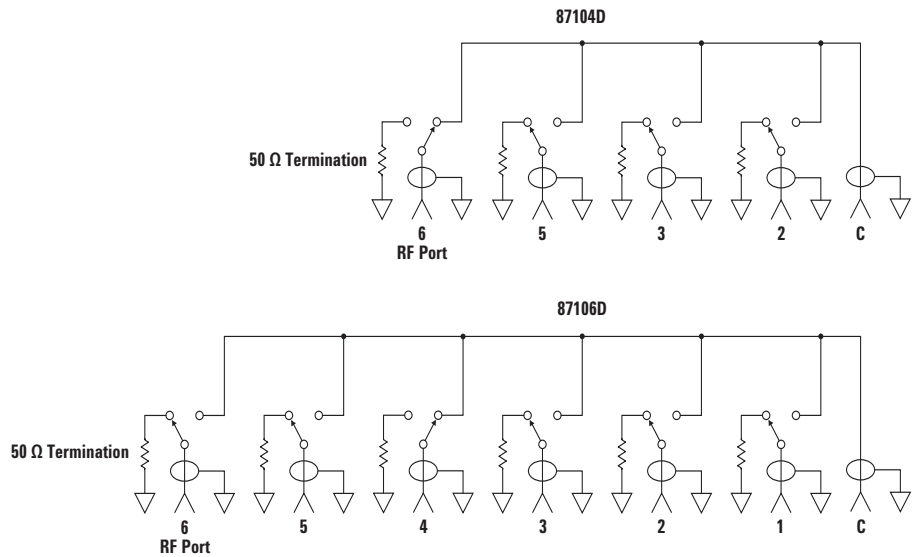 87104D
50 Ω Termination
6 5 3 2 C
RF Port
87106D
50 Ω Termination
6 5 4 3 2 1 C
RF Port